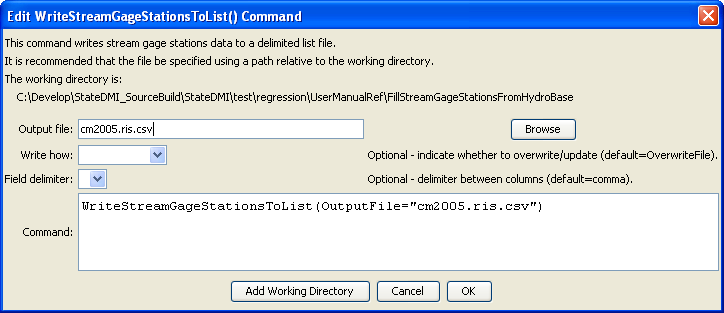 Edit WriteStreamGageStationsToList() Command
This command writes stream gage stations data to a delimited list file.
It is recommended that the file be specified using a path relative to the working directory.
The working directory is:
C:\Develop\StateDMI_SourceBuild\StateDMI\test\regression\UserManualRef\FillStreamGageStationsFromHydroBase
Output file: cm2005.ris.csv Browse
Write how: Optional - indicate whether to overwrite/update (default=OverwriteFile).
Field delimiter: Optional - delimiter between columns (default=comma).
Command: WriteStreamGageStationsToList(OutputFile="cm2005.ris.csv")
Add Working Directory Cancel OK